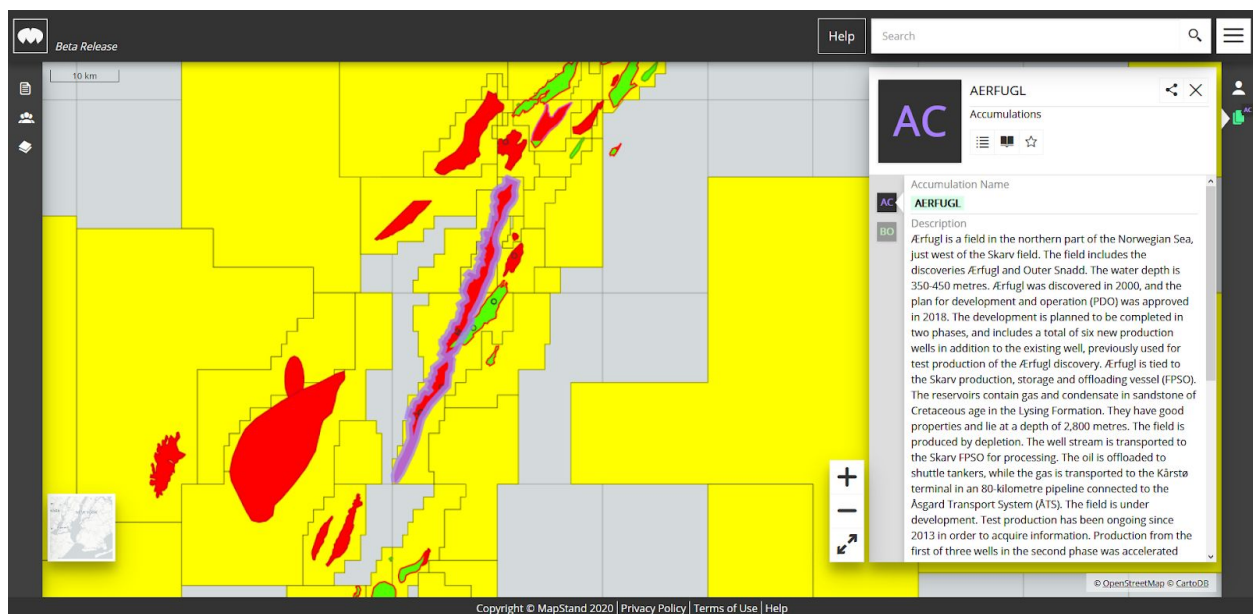 Beta Release
Help
Search
10 km
AC
AERFUGL
Accumulations
AC
AC
BO
Accumulation Name
AERFUGL
Description
Ærfugl is a field in the northern part of the Norwegian Sea,
just west of the Skarv field. The field includes the
discoveries Ærfugl and Outer Snadd. The water depth is
350-450 metres. Ærfugl was discovered in 2000, and the
plan for development and operation (PDO) was approved
in 2018. The development is planned to be completed in
two phases, and includes a total of six new production
wells in addition to the existing well, previously used for
test production of the Ærfugl discovery. Ærfugl is tied to
the Skarv production, storage and offloading vessel (FPSO).
The reservoirs contain gas and condensate in sandstone of
Cretaceous age in the Lysing Formation. They have good
properties and lie at a depth of 2,800 metres. The field is
produced by depletion. The well stream is transported to
the Skarv FPSO for processing. The oil is offloaded to
shuttle tankers, while the gas is transported to the Kårstø
terminal in an 80-kilometre pipeline connected to the
Åsgard Transport System (ÅTS). The field is under
development. Test production has been ongoing since
2013 in order to acquire information. Production from the
first of three wells in the second phase was accelerated
© OpenStreetMap © CartoDB
Copyright © MapStand 2020 | Privacy Policy | Terms of Use | Help